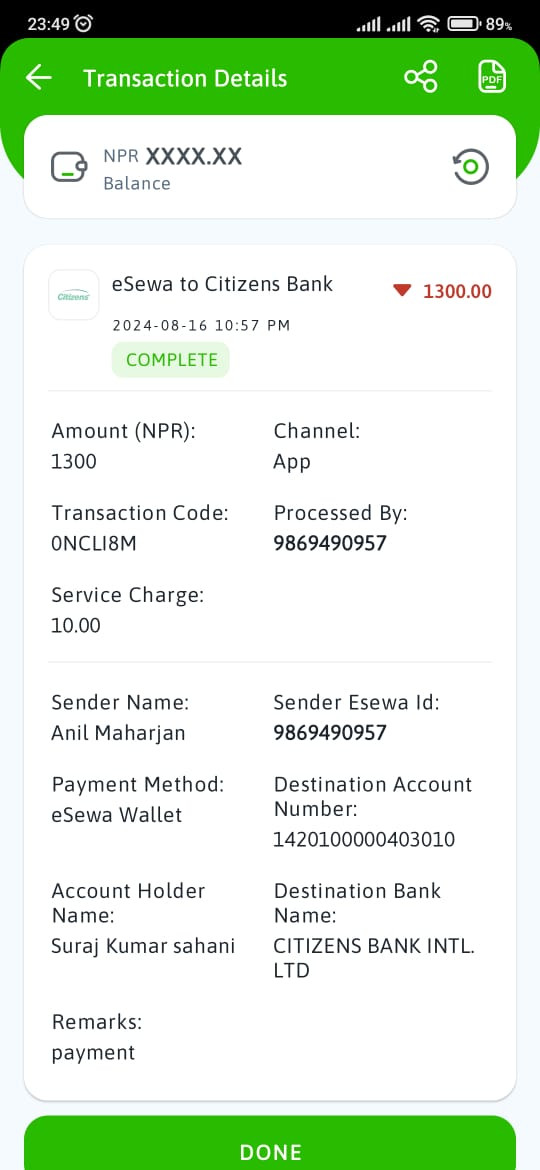 23:49
89%
Transaction Details
PDF
NPR XXXX.XX
Balance
Citizens
eSewa to Citizens Bank
1300.00
2024-08-16 10:57 PM
COMPLETE
Amount (NPR):
Channel:
1300
App
Transaction Code:
Processed By:
0NCLI8M
9869490957
Service Charge:
10.00
Sender Name:
Sender Esewa Id:
Anil Maharjan
9869490957
Payment Method:
Destination Account
Number:
eSewa Wallet
1420100000403010
Account Holder
Name:
Destination Bank
Name:
Suraj Kumar sahani
CITIZENS BANK INTL.
LTD
Remarks:
payment
DONE